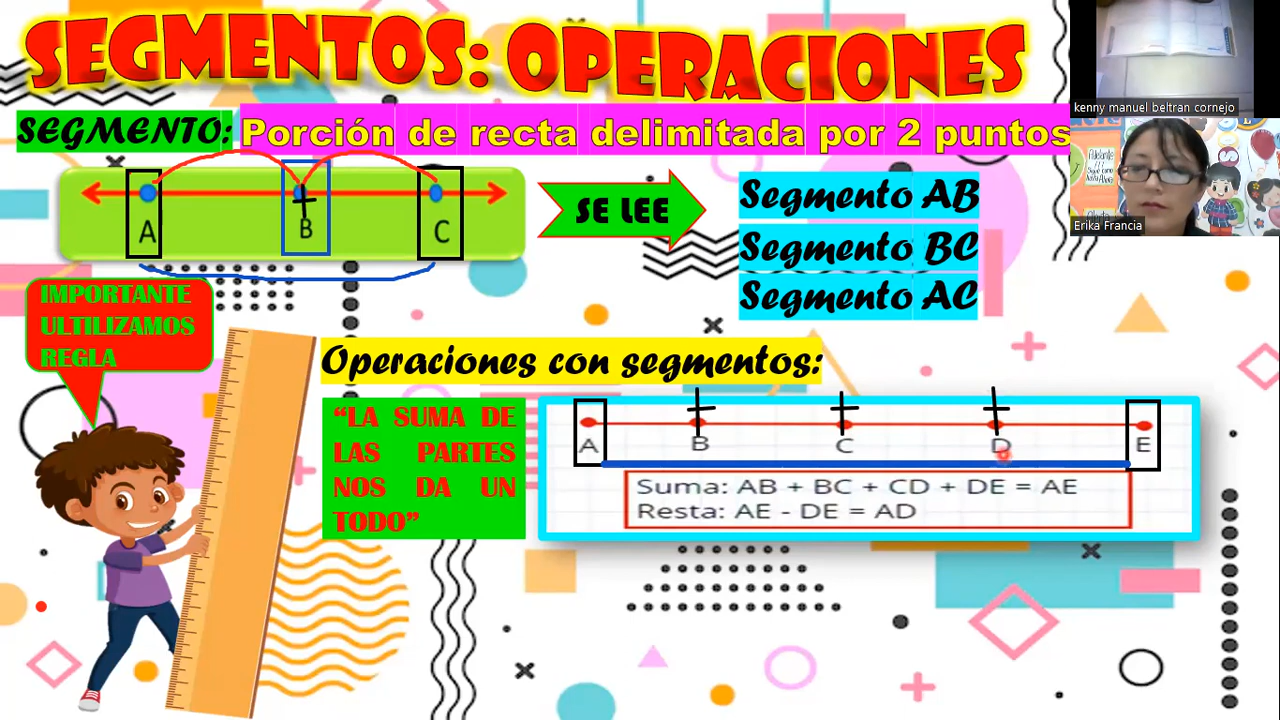 SEGMENTOS: OPERACIONES
kenny manuel beltran cornejo
SEGMENTO: Porción de recta delimitada por 2 puntos
A B C
SE LEE
Segmento AB
Segmento BC
Segmento AC
Erika Francia
IMPORTANTE
ULTILIZAMOS
REGLA
Operaciones con segmentos:
"LA SUMA DE
LAS PARTES
NOS DA UN
TODO"
A B C D E
Suma: AB + BC + CD + DE = AE
Resta: AE - DE = AD